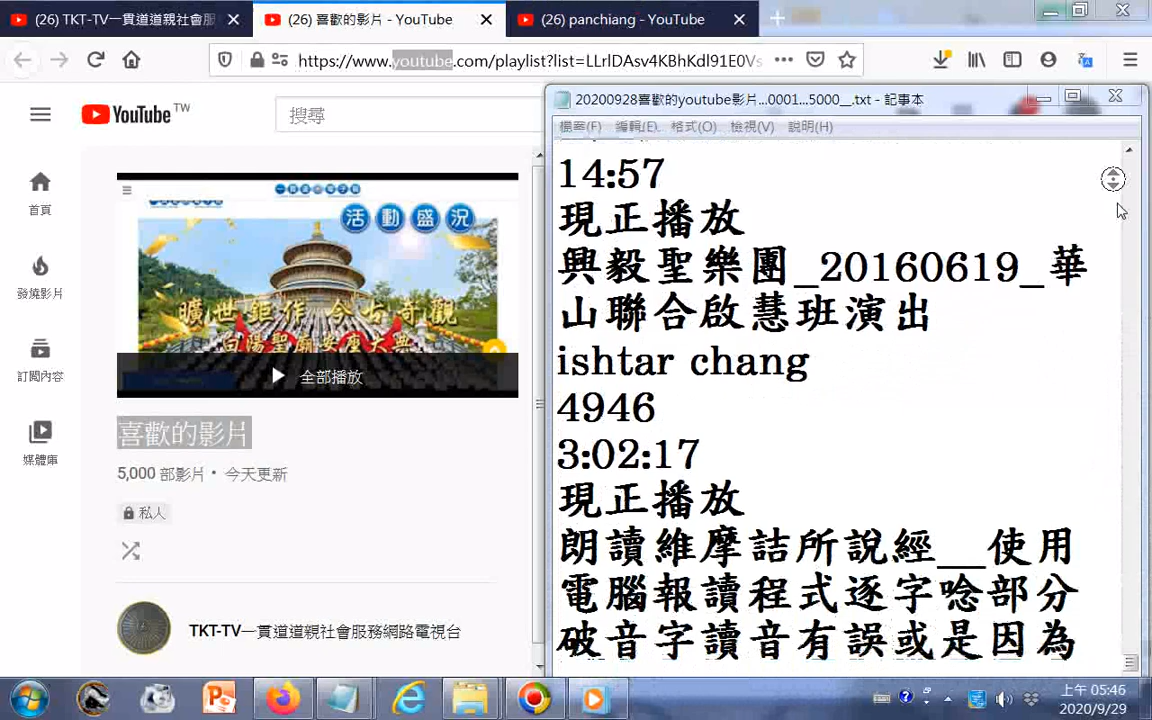 (26) TKT-TV一貫道道親社會服
(26) 喜歡的影片 - YouTube
(26) panchiang - YouTube
https://www.youtube.com/playlist?list=LLrlDAsv4KBhKdl91E0Vs
YouTube TW
搜尋
首頁
發燒影片
訂閱內容
媒體庫
活動盛況
曠世鉅作 今古奇觀
白陽聖廟安座大典
全部播放
喜歡的影片
5,000 部影片 • 今天更新
私人
TKT-TV一貫道道親社會服務網路電視台
20200928喜歡的youtube影片...0001...5000__.txt - 記事本
檔案(F) 編輯(E) 格式(O) 檢視(V) 說明(H)
14:57
現正播放
興毅聖樂團_20160619_華
山聯合啟慧班演出
ishtar chang
4946
3:02:17
現正播放
朗讀維摩詰所說經__使用
電腦報讀程式逐字唸部分
破音字讀音有誤或是因為
上午 05:46
2020/9/29